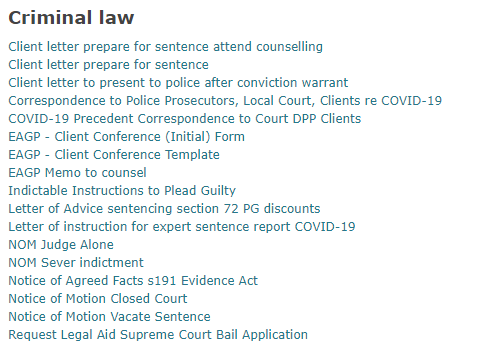 Criminal law
Client letter prepare for sentence attend counselling
Client letter prepare for sentence
Client letter to present to police after conviction warrant
Correspondence to Police Prosecutors, Local Court, Clients re COVID-19
COVID-19 Precedent Correspondence to Court DPP Clients
EAGP - Client Conference (Initial) Form
EAGP - Client Conference Template
EAGP Memo to counsel
Indictable Instructions to Plead Guilty
Letter of Advice sentencing section 72 PG discounts
Letter of instruction for expert sentence report COVID-19
NOM Judge Alone
NOM Sever indictment
Notice of Agreed Facts s191 Evidence Act
Notice of Motion Closed Court
Notice of Motion Vacate Sentence
Request Legal Aid Supreme Court Bail Application